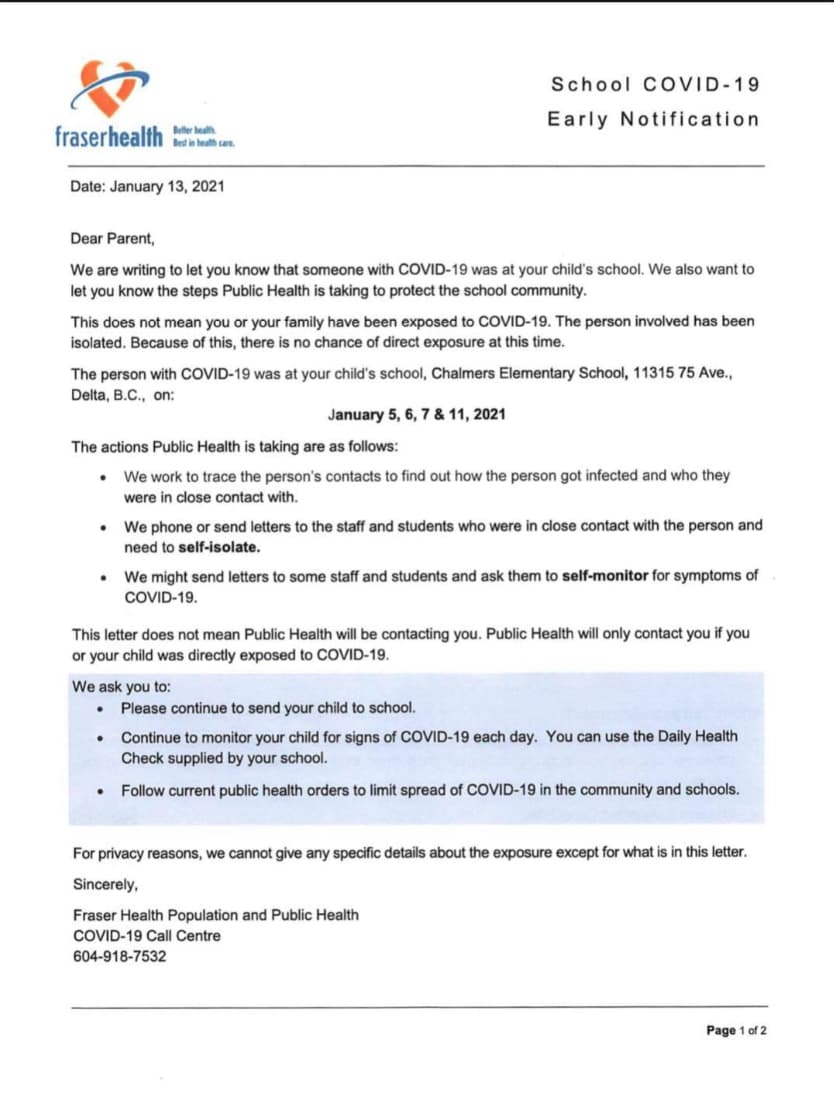 School COVID-19
Early Notification
fraserhealth
Better health.
Best in health care.
Date: January 13, 2021
Dear Parent,
We are writing to let you know that someone with COVID-19 was at your child's school. We also want to
let you know the steps Public Health is taking to protect the school community.
This does not mean you or your family have been exposed to COVID-19. The person involved has been
isolated. Because of this, there is no chance of direct exposure at this time.
The person with COVID-19 was at your child's school, Chalmers Elementary School, 11315 75 Ave.,
Delta, B.C., on:
January 5, 6, 7 & 11, 2021
The actions Public Health is taking are as follows:
• We work to trace the person's contacts to find out how the person got infected and who they
were in close contact with.
• We phone or send letters to the staff and students who were in close contact with the person and
need to self-isolate.
• We might send letters to some staff and students and ask them to self-monitor for symptoms of
COVID-19.
This letter does not mean Public Health will be contacting you. Public Health will only contact you if you
or your child was directly exposed to COVID-19.
We ask you to:
• Please continue to send your child to school.
• Continue to monitor your child for signs of COVID-19 each day. You can use the Daily Health
Check supplied by your school.
• Follow current public health orders to limit spread of COVID-19 in the community and schools.
For privacy reasons, we cannot give any specific details about the exposure except for what is in this letter.
Sincerely,
Fraser Health Population and Public Health
COVID-19 Call Centre
604-918-7532
Page 1 of 2